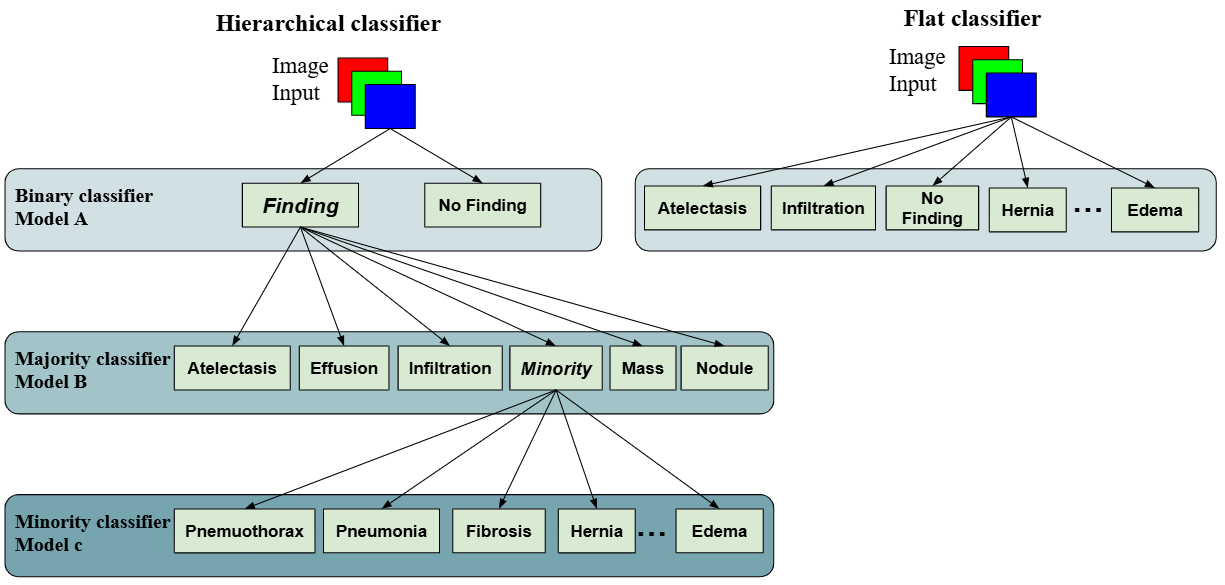 Hierarchical classifier
Image
Input
Binary classifier
Model A
Finding
No Finding
Majority classifier
Model B
Atelectasis
Effusion
Infiltration
Minority
Mass
Nodule
Minority classifier
Model c
Pnemuothorax
Pneumonia
Fibrosis
Hernia
...
Edema
Flat classifier
Image
Input
Atelectasis
Infiltration
No
Finding
Hernia
...
Edema